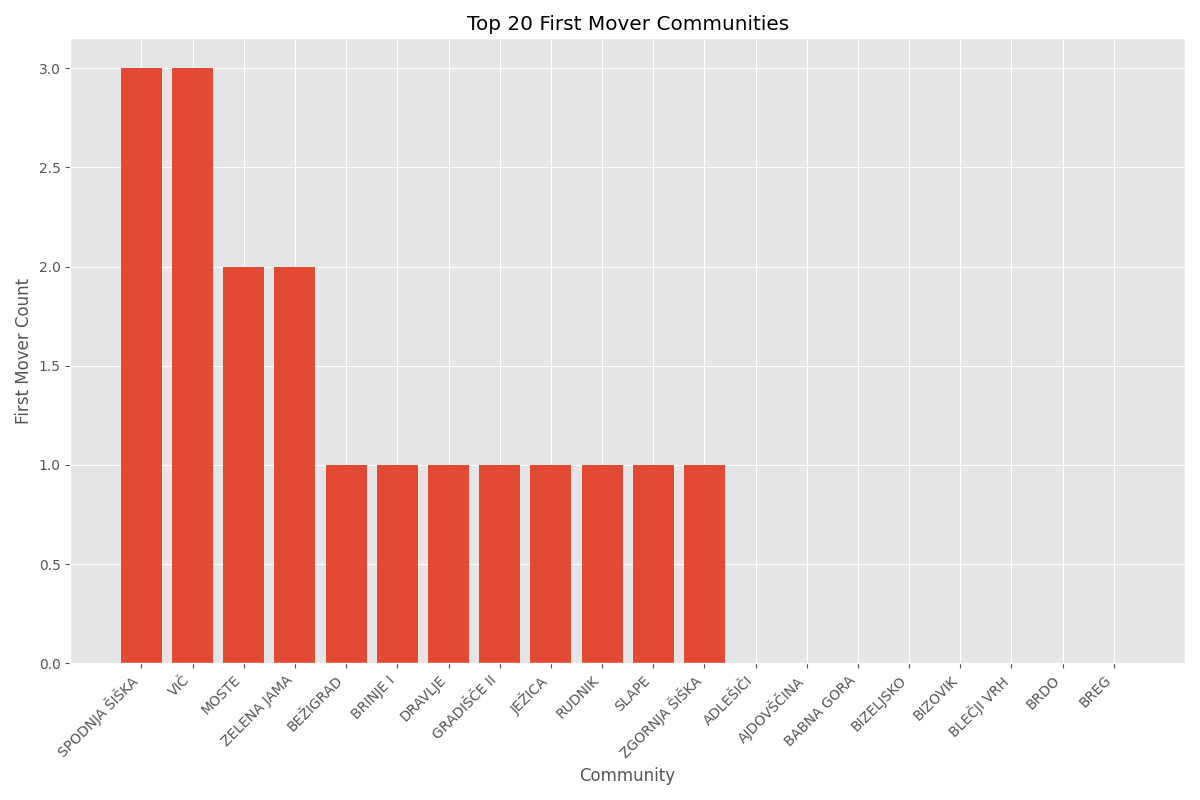 Top 20 First Mover Communities
First Mover Count
3.0
2.5
2.0
1.5
1.0
0.5
0.0
SPODNJA ŠIŠKA
VIČ
MOSTE
ZELENA JAMA
BEŽIGRAD
BRINJE I
DRAVLJE
GRADIŠČE II
JEŽICA
RUDNIK
SLAPE
ZGORNJA ŠIŠKA
ADLEŠIČI
AJDOVŠČINA
BABNA GORA
BIZELJSKO
BIZOVIK
BLEČJI VRH
BRDO
BREG
Community